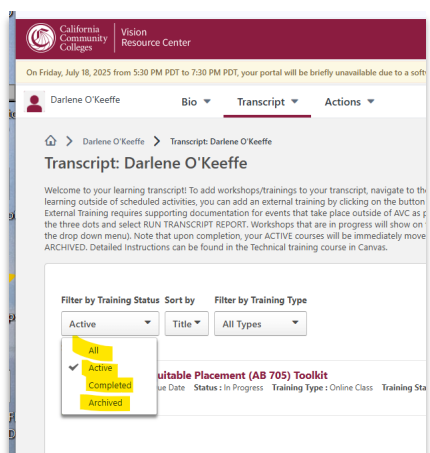 California
Community
Colleges
Vision
Resource Center
On Friday, July 18, 2025 from 5:30 PM PDT to 7:30 PM PDT, your portal will be briefly unavailable due to a soft
Darlene O'Keeffe Bio Transcript Actions
Darlene O'Keeffe Transcript: Darlene O'Keeffe
Transcript: Darlene O'Keeffe
Welcome to your learning transcript! To add workshops/trainings to your transcript, navigate to the
learning outside of scheduled activities, you can add an external training by clicking on the button
External Training requires supporting documentation for events that take place outside of AVC as p
the three dots and select RUN TRANSCRIPT REPORT. Workshops that are in progress will show on
the drop down menu). Note that upon completion, your ACTIVE courses will be immediately move
ARCHIVED. Detailed Instructions can be found in the Technical training course in Canvas.
Filter by Training Status Sort by Filter by Training Type
Active Title All Types
All
Active
Completed
Archived
uitable Placement (AB 705) Toolkit
ue Date Status : In Progress Training Type : Online Class Training Sta